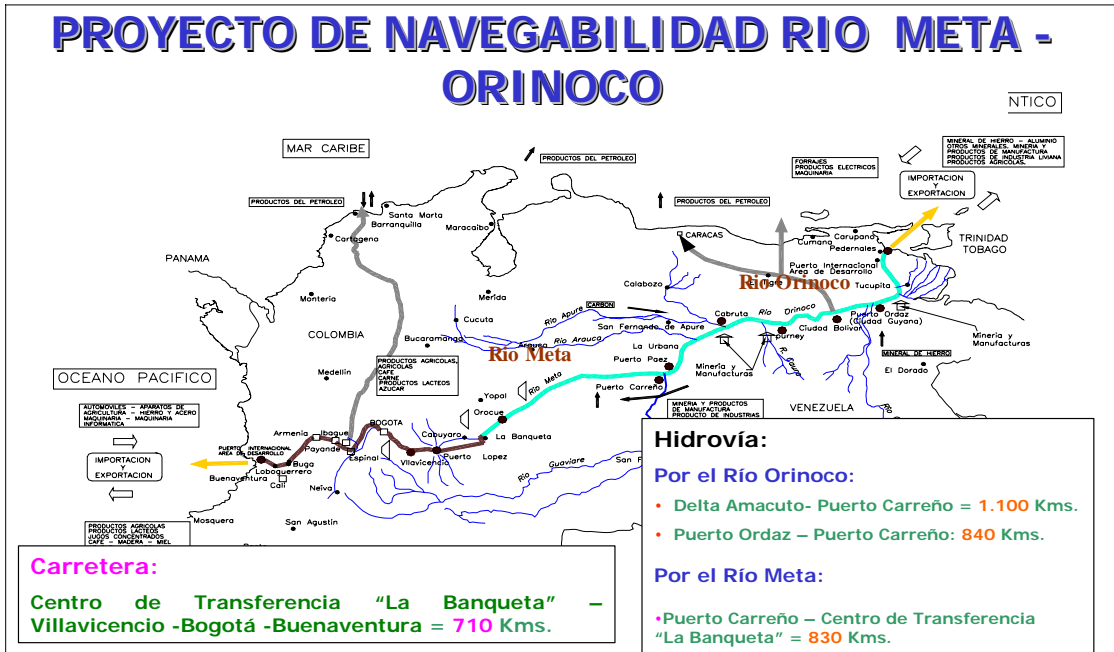 PROYECTO DE NAVEGABILIDAD RIO META -
ORINOCO
NTICO
MAR CARIBE
PRODUCTOS DEL PETROLEO
FORRAJES
PRODUCTOS ELECTRICOS
MAQUINARIA
MINERAL DE HIERRO - ALUMINIO
OTROS MINERALES, MINERIA Y
PRODUCTOS DE MANUFACTURA
PRODUCTOS DE INDUSTRIA LIVIANA
PRODUCTOS AGRICOLAS.
IMPORTACION
Y
EXPORTACION
PRODUCTOS DEL PETROLEO
PRODUCTOS DEL PETROLEO
Santa Marta
Barranquilla
Cartagena
Maracaibo
CARACAS
Cumana
Carupano
Pedernales
TRINIDAD
TOBAGO
PANAMA
Puerto Internacional
Area de Desarrollo
Tigre
Rio Orinoco
Tucupita
Calabozo
Monteria
Merida
CARBON
Cucuta
Rio Apure
San Fernando de Apure
Cabruta
Rio Orinoco
Puerto Ordaz
(Ciudad Guyana)
Ciudad Bolivar
purney
COLOMBIA
Bucaramanga
Arauca
Rio Arauca
Rio Meta
La Urbana
Mineria y
Manufacturas
MINERAL DE HIERRO
El Dorado
Medellin
PRODUCTOS AGRICOLAS,
AGRICOLAS
CAFE
CARNE
PRODUCTOS LACTEOS
AZUCAR
Puerto Paez
Mineria y
Manufacturas
R. Caura
OCEANO PACIFICO
Yopal
Rio Meta
Puerto Carreño
VENEZUELA
Rio
AUTOMOVILES - APARATOS DE
AGRICULTURA - HIERRO Y ACERO
MAQUINARIA - MAQUINARIA
INFORMATICA
Orocue
MINERIA Y PRODUCTOS
DE MANUFACTURA
PRODUCTO DE INDUSTRIAS
BOGOTA
Armenia
Ibague
Cabuyaro
La Banqueta
PUERTO INTERNACIONAL
AREA DE DESARROLLO
Payande
Espinal
Villavicencio
Puerto
Lopez
Buga
Loboguerrero
Buenaventura
Cali
IMPORTACION
Y
EXPORTACION
Neiva
Rio Guaviare
San F
Mosquera
San Agustin
PRODUCTOS AGRICOLAS
PRODUCTOS LACTEOS
JUGOS CONCENTRADOS
CAFE - MADERA - MIEL
Carretera:
Centro de Transferencia “La Banqueta” –
Villavicencio -Bogotá -Buenaventura = 710 Kms.
Hidrovía:
Por el Río Orinoco:
• Delta Amacuto- Puerto Carreño = 1.100 Kms.
• Puerto Ordaz – Puerto Carreño: 840 Kms.
Por el Río Meta:
•Puerto Carreño – Centro de Transferencia
“La Banqueta” = 830 Kms.